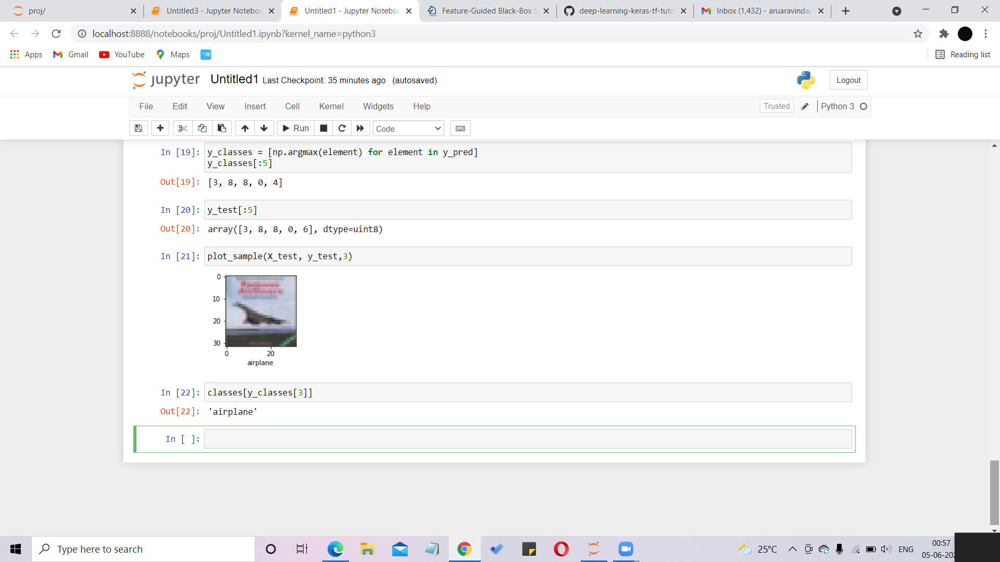 proj/
Untitled3 - Jupyter Noteboo
Untitled1 - Jupyter Noteboo
Feature-Guided Black-Box S
deep-learning-keras-tf-tuto
Inbox (1,432) - aruaravinda2
localhost:8888/notebooks/proj/Untitled1.ipynb?kernel_name=python3
Apps
Gmail
YouTube
Maps
Reading list
jupyter
Untitled1
Last Checkpoint: 35 minutes ago
(autosaved)
Logout
File
Edit
View
Insert
Cell
Kernel
Widgets
Help
Trusted
Python 3
Run
Code
In [19]: y_classes = [np.argmax(element) for element in y_pred]
y_classes[:5]
Out[19]: [3, 8, 8, 0, 4]
In [20]: y_test[:5]
Out[20]: array([3, 8, 8, 0, 6], dtype=uint8)
In [21]: plot_sample(X_test, y_test,3)
0
10
20
30
0
20
airplane
In [22]: classes[y_classes[3]]
Out[22]: 'airplane'
In [ ]:
Type here to search
25°C
ENG
00:57
05-06-202